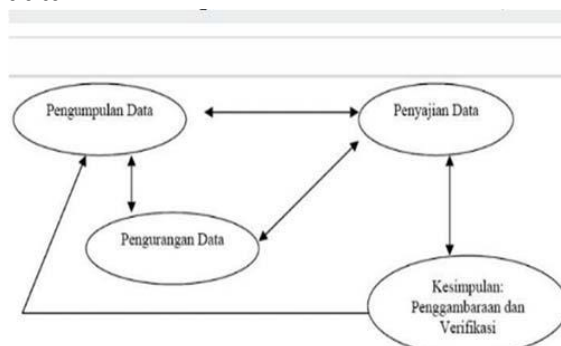 Pengumpulan Data
Penyajian Data
Pengurangan Data
Kesimpulan:
Penggambaraan dan
Verifikasi